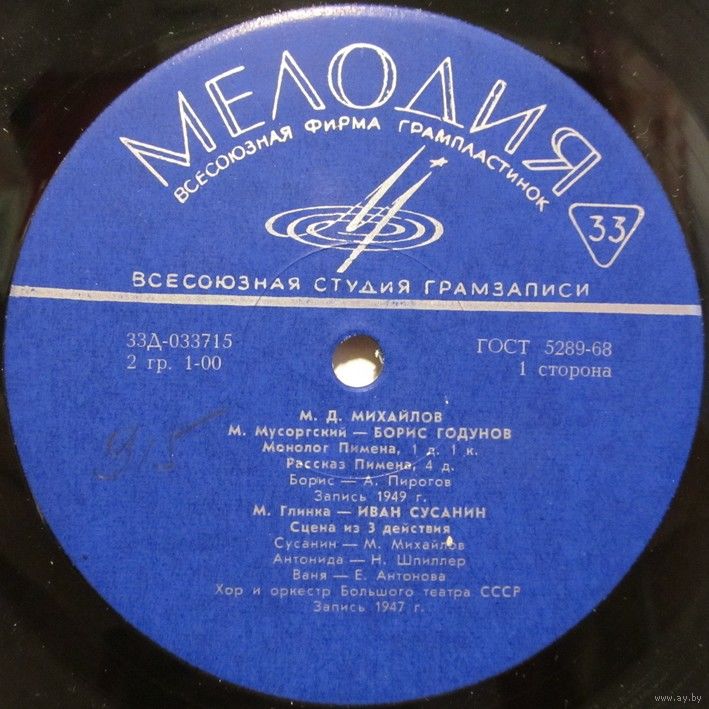 МЕЛОДИЯ
ВСЕСОЮЗНАЯ ФИРМА ГРАМПЛАСТИНОК
33
ВСЕСОЮЗНАЯ СТУДИЯ ГРАМЗАПИСИ
33Д-033715
2 гр. 1-00
ГОСТ 5289-68
1 сторона
М. Д. МИХАЙЛОВ
М. Мусоргский — БОРИС ГОДУНОВ
Монолог Пимена, 1 д. 1 к.
Рассказ Пимена, 4 д.
Борис — А. Пирогов
Запись 1949 г.
М. Глинка — ИВАН СУСАНИН
Сцена из 3 действия
Сусанин — М. Михайлов
Антонида — Н. Шпиллер
Ваня — Е. Антонова
Хор и оркестр Большого театра СССР
Запись 1947 г.
www.ay.by